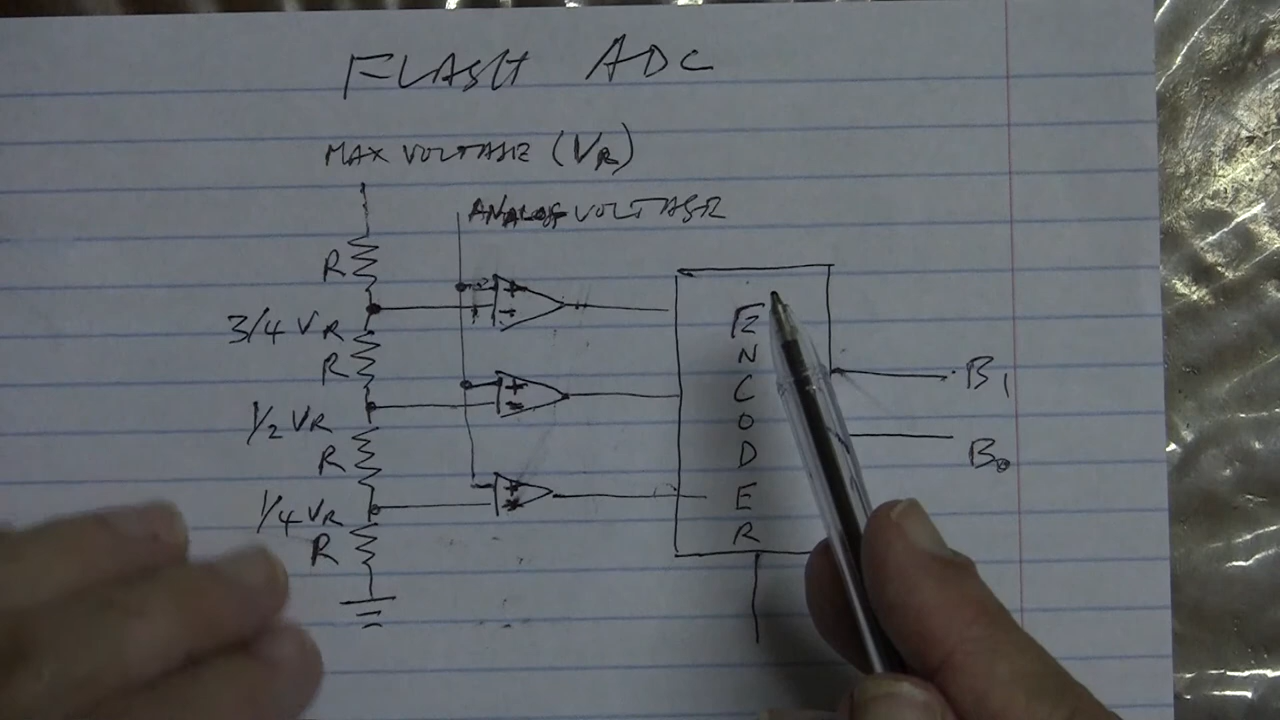 FLASH ADC
MAX VOLTAGE (VR)
ANALOG VOLTAGE
R
+
-
3/4 VR
R
+
-
1/2 VR
R
+
1/4 VR
R
ENCODER
B1
B0